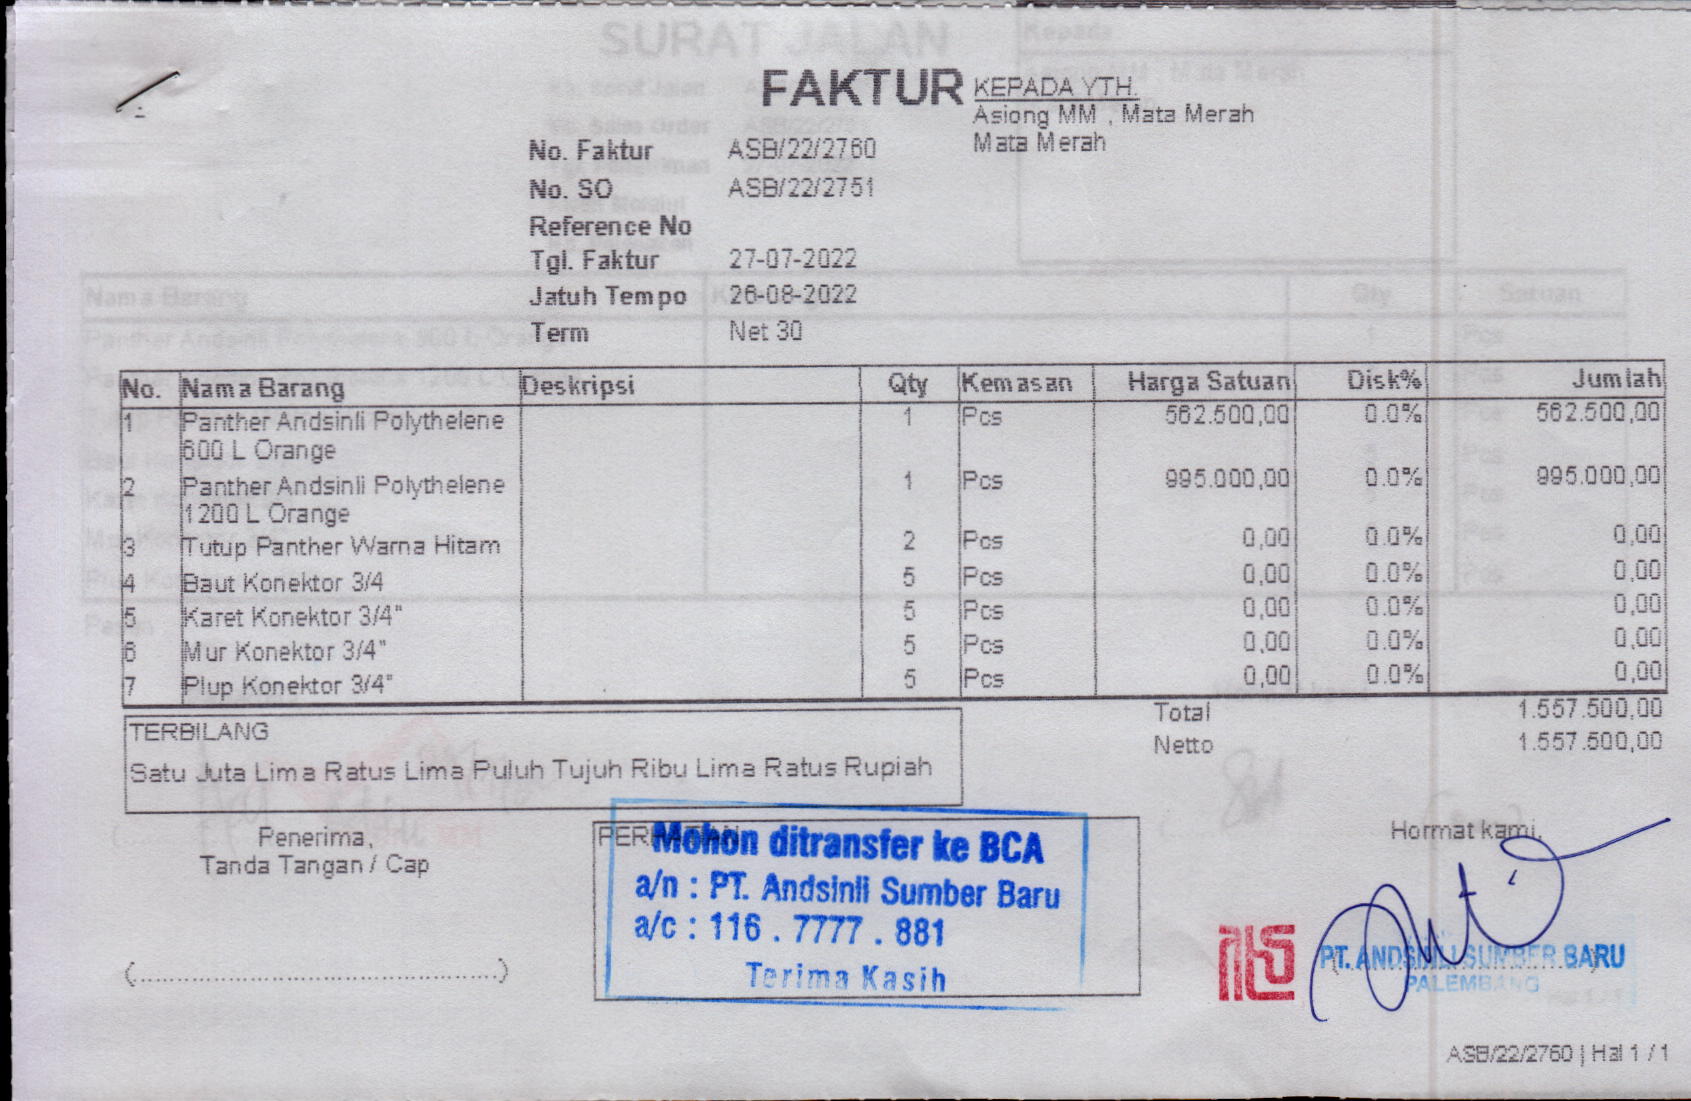 FAKTUR
KEPADA YTH.
Asiong MM , Mata Merah
Mata Merah
No. Faktur ASB/22/2760
No. SO ASB/22/2751
Reference No
Tgl. Faktur 27-07-2022
Jatuh Tempo 26-08-2022
Term Net 30
No. Nama Barang Deskripsi Qty Kemasan Harga Satuan Disk% Jumlah
1 Panther Andsinli Polythelene 1 Pcs 562.500,00 0.0% 562.500,00
600 L Orange
2 Panther Andsinli Polythelene 1 Pcs 995.000,00 0.0% 995.000,00
1200 L Orange
3 Tutup Panther Warna Hitam 2 Pcs 0,00 0.0% 0,00
4 Baut Konektor 3/4 5 Pcs 0,00 0.0% 0,00
5 Karet Konektor 3/4" 5 Pcs 0,00 0.0% 0,00
6 Mur Konektor 3/4" 5 Pcs 0,00 0.0% 0,00
7 Plup Konektor 3/4" 5 Pcs 0,00 0.0% 0,00
Total 1.557.500,00
Netto 1.557.500,00
TERBILANG
Satu Juta Lima Ratus Lima Puluh Tujuh Ribu Lima Ratus Rupiah
Penerima,
Tanda Tangan / Cap
(................................................)
Mohon ditransfer ke BCA
a/n : PT. Andsinli Sumber Baru
a/c : 116 . 7777 . 881
Terima Kasih
Hormat kami,
PT. ANDSINLI SUMBER BARU
PALEMBANG
ASB/22/2760 | Hal 1 / 1
SURAT JALAN
Kepada
Nama Barang Qty Satuan